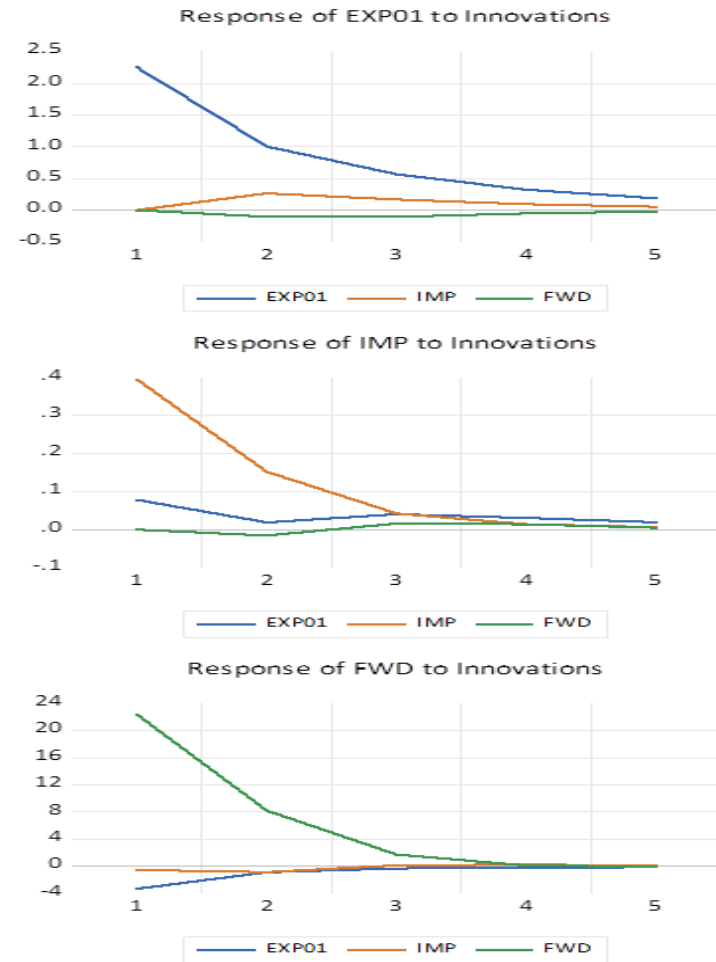 Response of EXP01 to Innovations
2.5
2.0
1.5
1.0
0.5
0.0
-0.5
1 2 3 4 5
EXP01 IMP FWD
Response of IMP to Innovations
.4
.3
.2
.1
.0
-.1
1 2 3 4 5
EXP01 IMP FWD
Response of FWD to Innovations
24
20
16
12
8
4
0
-4
1 2 3 4 5
EXP01 IMP FWD